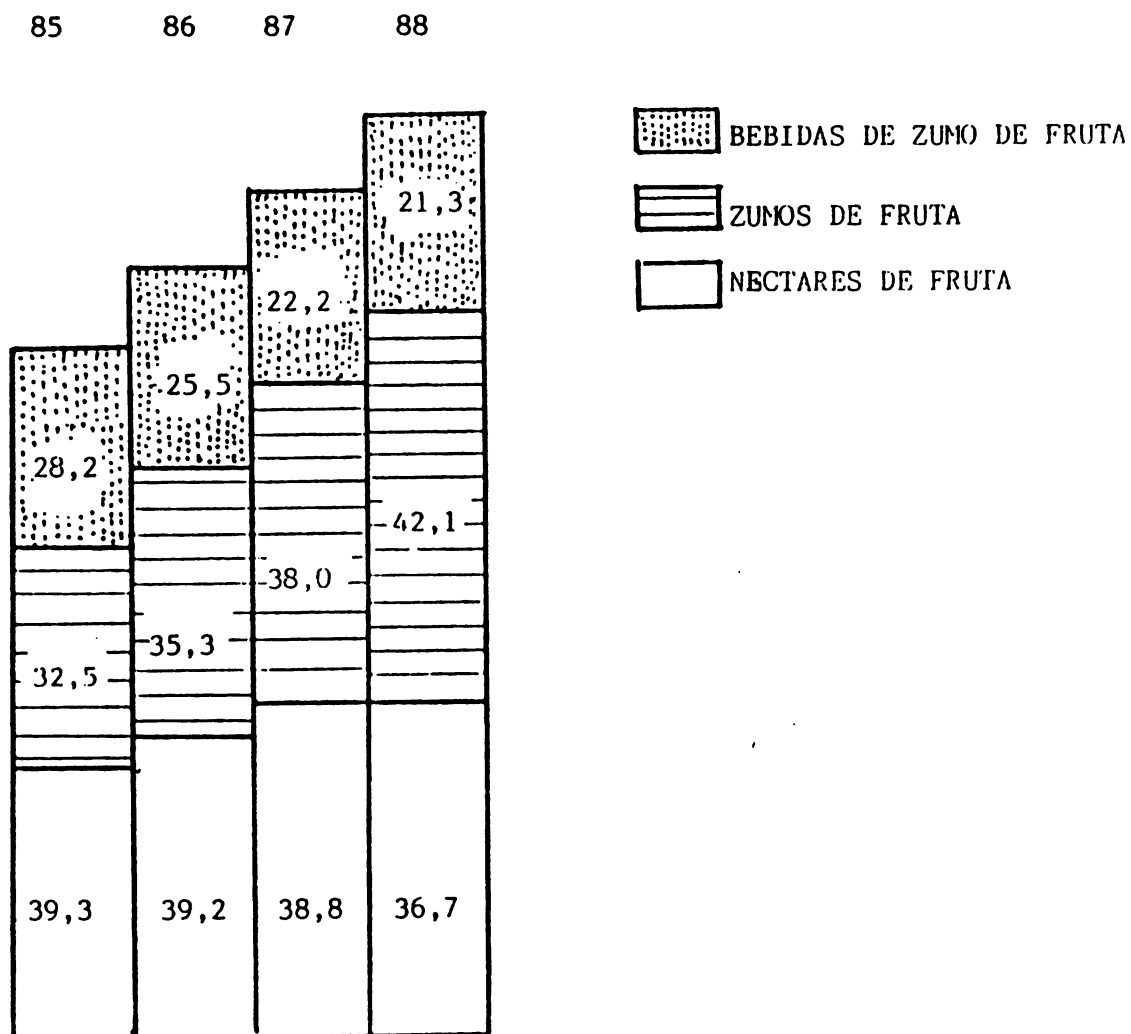 85 86 87 88
BEBIDAS DE ZUMO DE FRUTA
ZUMOS DE FRUTA
NECTARES DE FRUTA
21,3
22,2
25,5
28,2
42,1
38,0
35,3
32,5
39,3 39,2 38,8 36,7